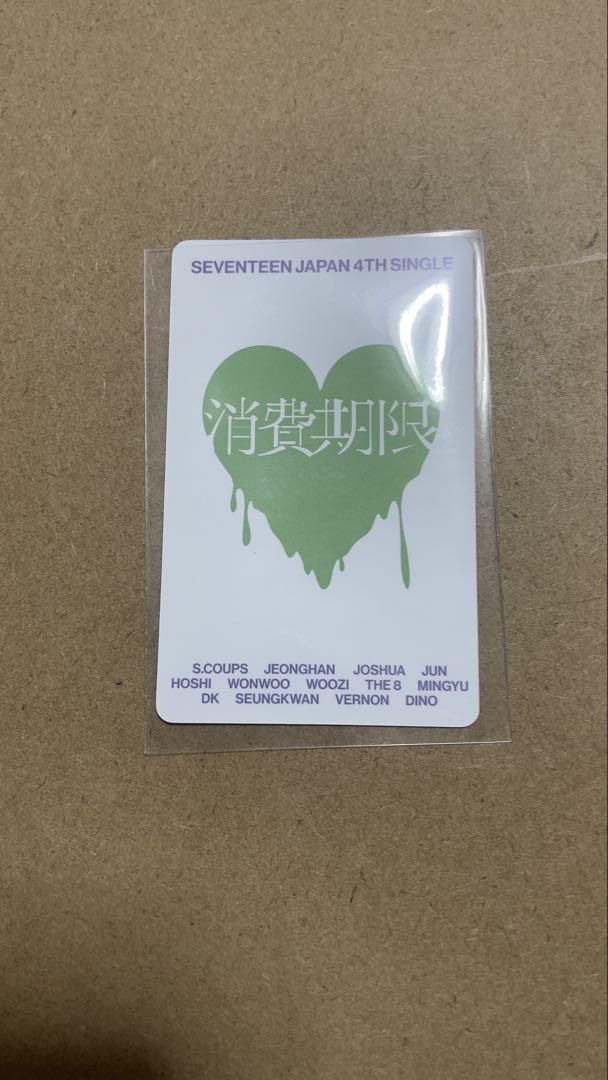 SEVENTEEN JAPAN 4TH SINGLE
消費期限
S.COUPS JEONGHAN JOSHUA JUN
HOSHI WONWOO WOOZI THE 8 MINGYU
DK SEUNGKWAN VERNON DINO